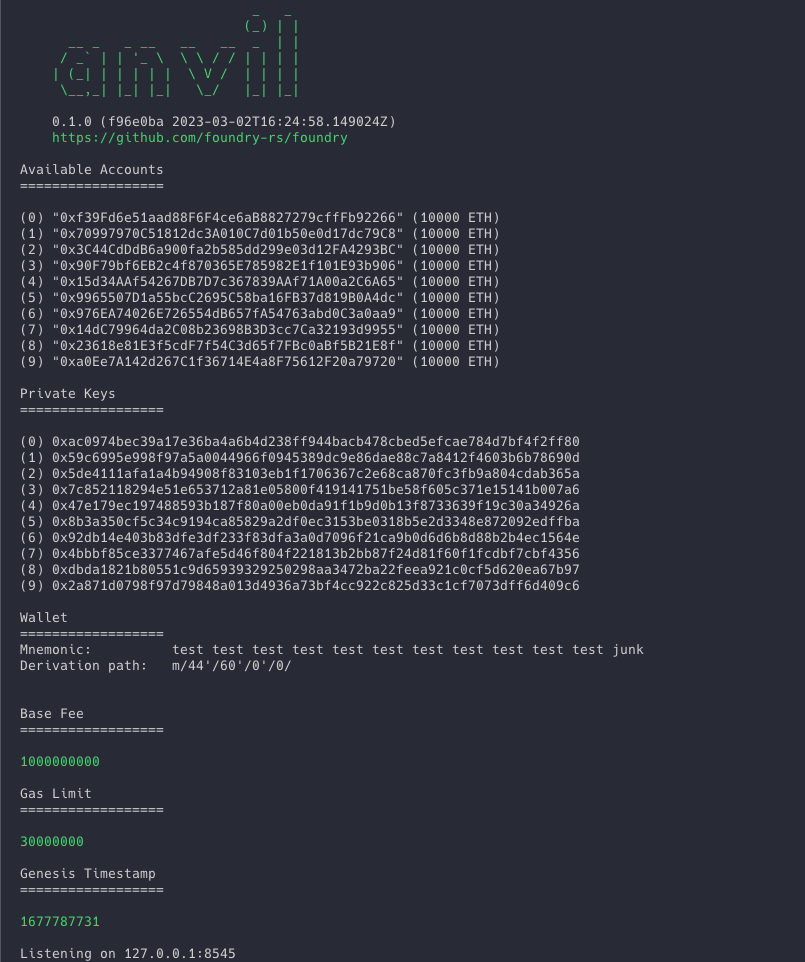 anvil
0.1.0 (f96e0ba 2023-03-02T16:24:58.149024Z)
https://github.com/foundry-rs/foundry
Available Accounts
==================
(0) "0xf39Fd6e51aad88F6F4ce6aB8827279cffFb92266" (10000 ETH)
(1) "0x70997970C51812dc3A010C7d01b50e0d17dc79C8" (10000 ETH)
(2) "0x3C44CdDdB6a900fa2b585dd299e03d12FA4293BC" (10000 ETH)
(3) "0x90F79bf6EB2c4f870365E785982E1f101E93b906" (10000 ETH)
(4) "0x15d34AAf54267DB7D7c367839AAf71A00a2C6A65" (10000 ETH)
(5) "0x9965507D1a55bcC2695C58ba16FB37d819B0A4dc" (10000 ETH)
(6) "0x976EA74026E726554dB657fA54763abd0C3a0aa9" (10000 ETH)
(7) "0x14dC79964da2C08b23698B3D3cc7Ca32193d9955" (10000 ETH)
(8) "0x23618e81E3f5cdF7f54C3d65f7FBc0aBf5B21E8f" (10000 ETH)
(9) "0xa0Ee7A142d267C1f36714E4a8F75612F20a79720" (10000 ETH)
Private Keys
==================
(0) 0xac0974bec39a17e36ba4a6b4d238ff944bacb478cbed5efcae784d7bf4f2ff80
(1) 0x59c6995e998f97a5a0044966f0945389dc9e86dae88c7a8412f4603b6b78690d
(2) 0x5de4111afa1a4b94908f83103eb1f1706367c2e68ca870fc3fb9a804cdab365a
(3) 0x7c852118294e51e653712a81e05800f419141751be58f605c371e15141b007a6
(4) 0x47e179ec197488593b187f80a00eb0da91f1b9d0b13f8733639f19c30a34926a
(5) 0x8b3a350cf5c34c9194ca85829a2df0ec3153be0318b5e2d3348e872092edffba
(6) 0x92db14e403b83dfe3df233f83dfa3a0d7096f21ca9b0d6d6b8d88b2b4ec1564e
(7) 0x4bbbf85ce3377467afe5d46f804f221813b2bb87f24d81f60f1fcdbf7cbf4356
(8) 0xdbda1821b80551c9d65939329250298aa3472ba22feea921c0cf5d620ea67b97
(9) 0x2a871d0798f97d79848a013d4936a73bf4cc922c825d33c1cf7073dff6d409c6
Wallet
==================
Mnemonic: test test test test test test test test test test test junk
Derivation path: m/44'/60'/0'/0/
Base Fee
==================
1000000000
Gas Limit
==================
30000000
Genesis Timestamp
==================
1677787731
Listening on 127.0.0.1:8545